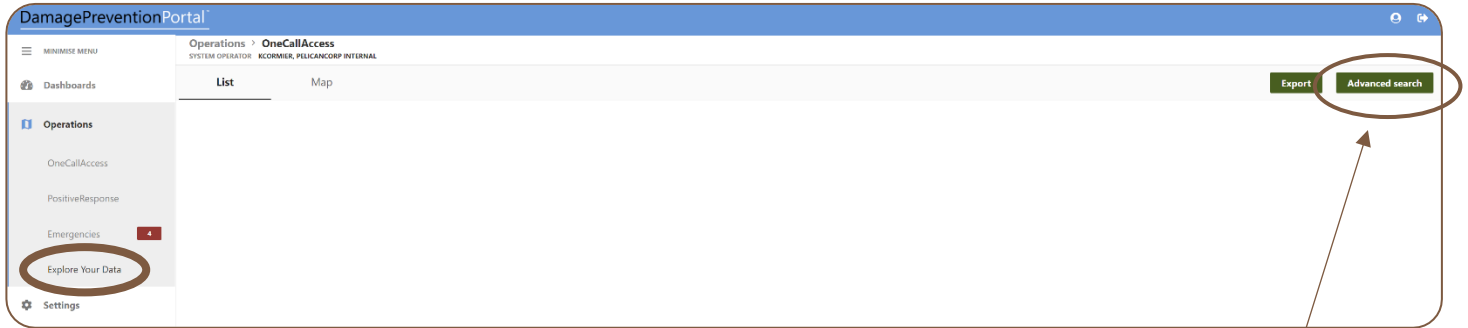 DamagePreventionPortal
MINIMISE MENU
Operations > OneCallAccess
SYSTEM OPERATOR KCORMIER, PELICANCORP INTERNAL
Dashboards
List Map
Export Advanced search
Operations
OneCallAccess
PositiveResponse
Emergencies 4
Explore Your Data
Settings